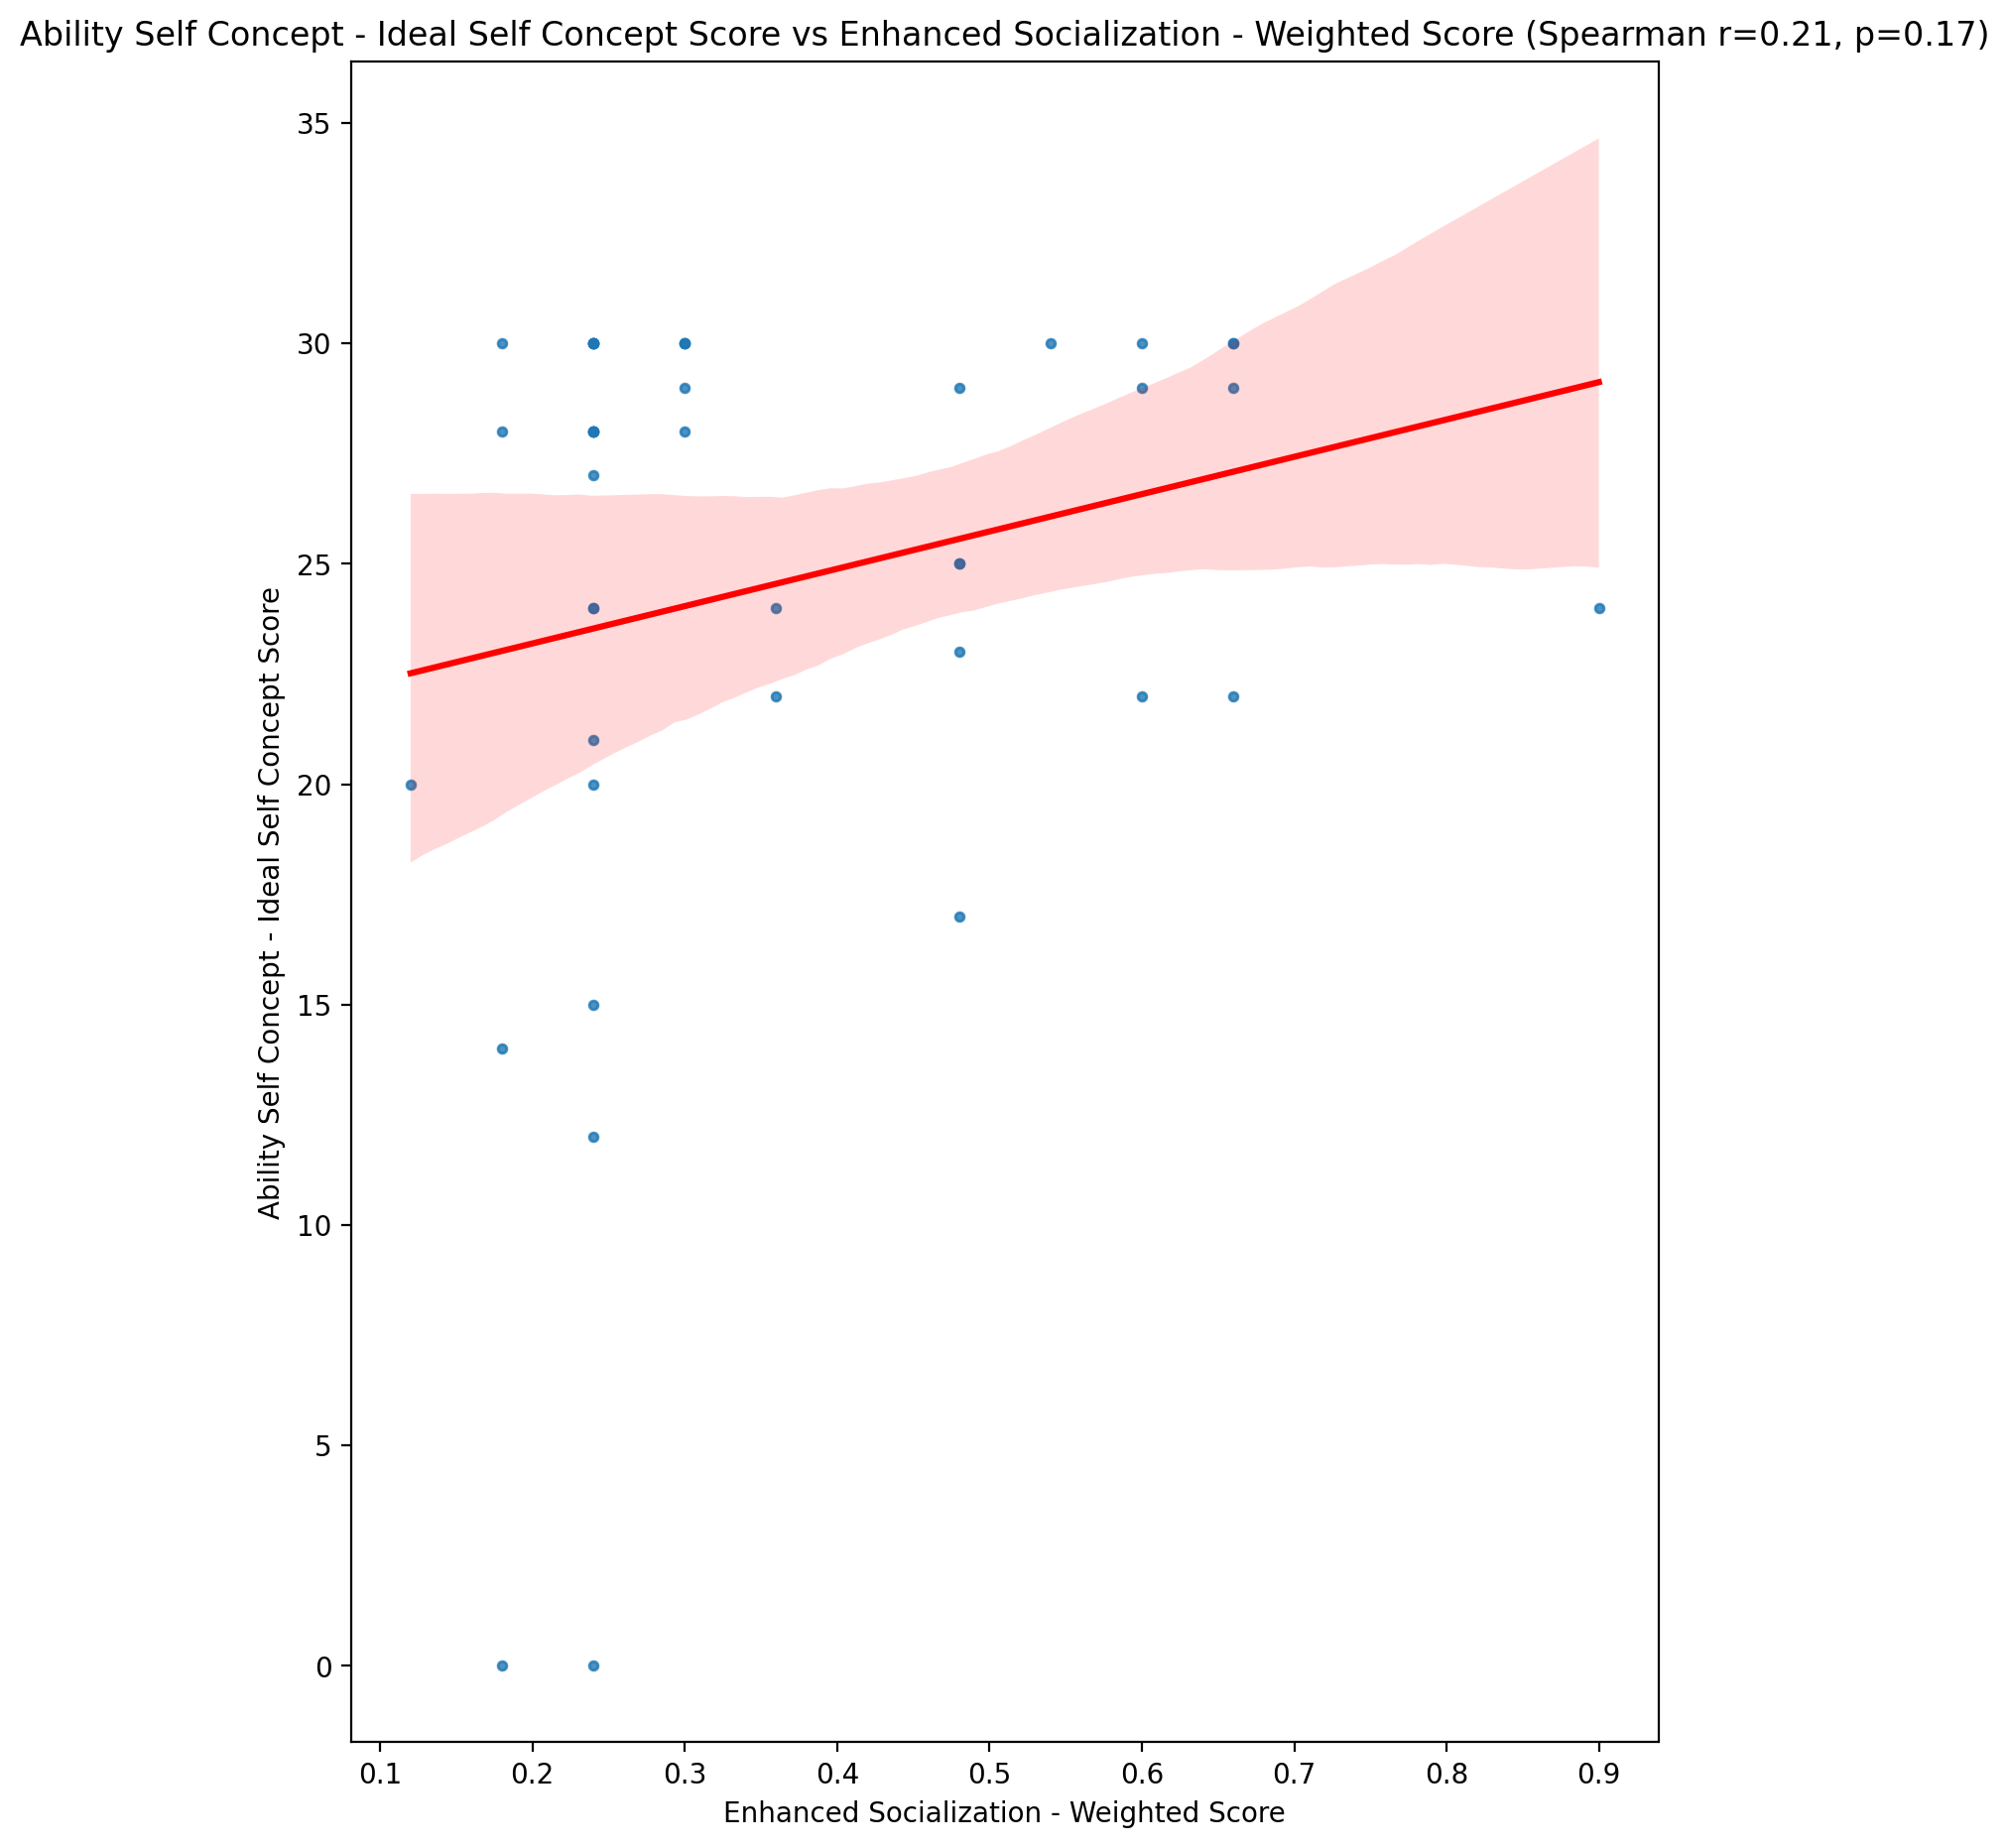 Ability Self Concept - Ideal Self Concept Score vs Enhanced Socialization - Weighted Score (Spearman r=0.21, p=0.17)
Ability Self Concept - Ideal Self Concept Score
35
30
25
20
15
10
5
0
0.1 0.2 0.3 0.4 0.5 0.6 0.7 0.8 0.9
Enhanced Socialization - Weighted Score